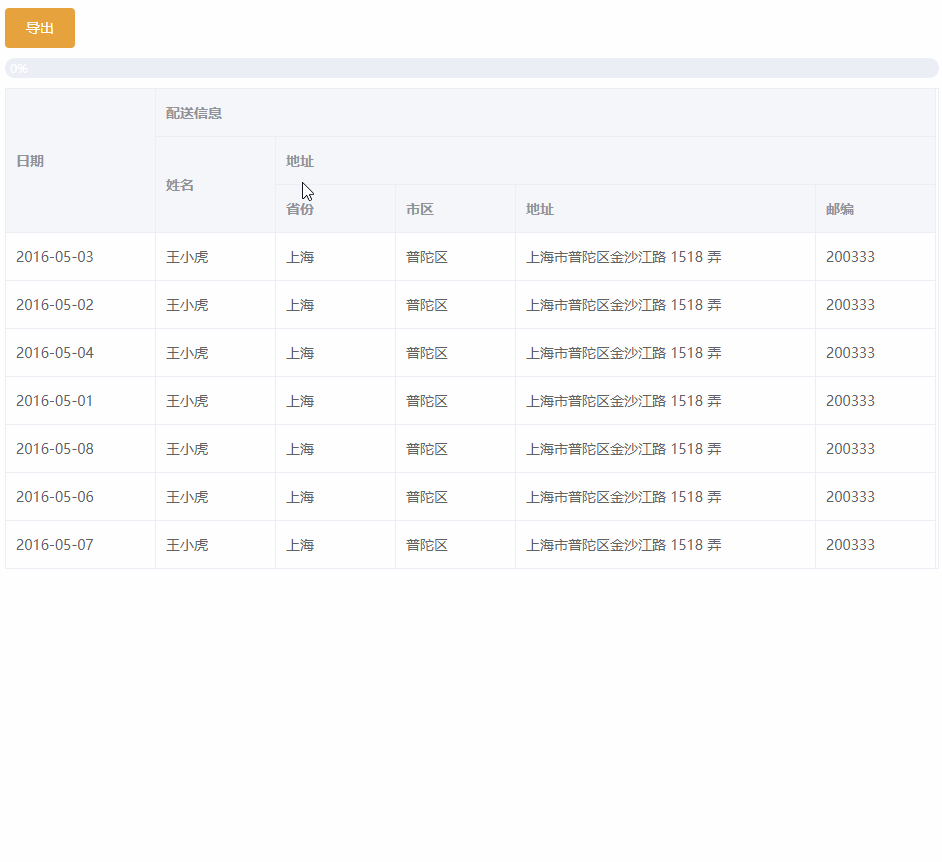 导出
0%
配送信息
日期
地址
姓名
省份 市区 地址 邮编
2016-05-03 王小虎 上海 普陀区 上海市普陀区金沙江路 1518 弄 200333
2016-05-02 王小虎 上海 普陀区 上海市普陀区金沙江路 1518 弄 200333
2016-05-04 王小虎 上海 普陀区 上海市普陀区金沙江路 1518 弄 200333
2016-05-01 王小虎 上海 普陀区 上海市普陀区金沙江路 1518 弄 200333
2016-05-08 王小虎 上海 普陀区 上海市普陀区金沙江路 1518 弄 200333
2016-05-06 王小虎 上海 普陀区 上海市普陀区金沙江路 1518 弄 200333
2016-05-07 王小虎 上海 普陀区 上海市普陀区金沙江路 1518 弄 200333